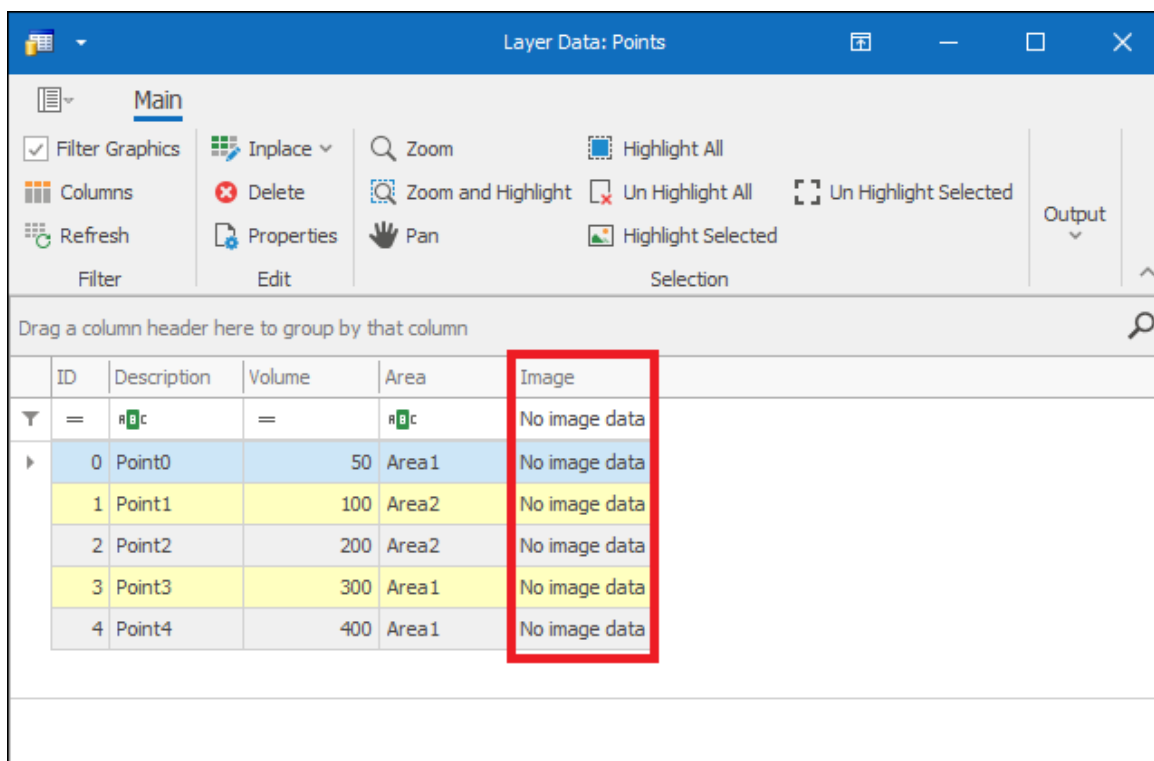 Layer Data: Points
Main
Filter Graphics Inplace Zoom Highlight All
Columns Delete Zoom and Highlight Un Highlight All Un Highlight Selected
Refresh Properties Pan Highlight Selected Output
Filter Edit Selection
Drag a column header here to group by that column
ID Description Volume Area Image
= ABC = ABC No image data
0 Point0 50 Area1 No image data
1 Point1 100 Area2 No image data
2 Point2 200 Area2 No image data
3 Point3 300 Area1 No image data
4 Point4 400 Area1 No image data